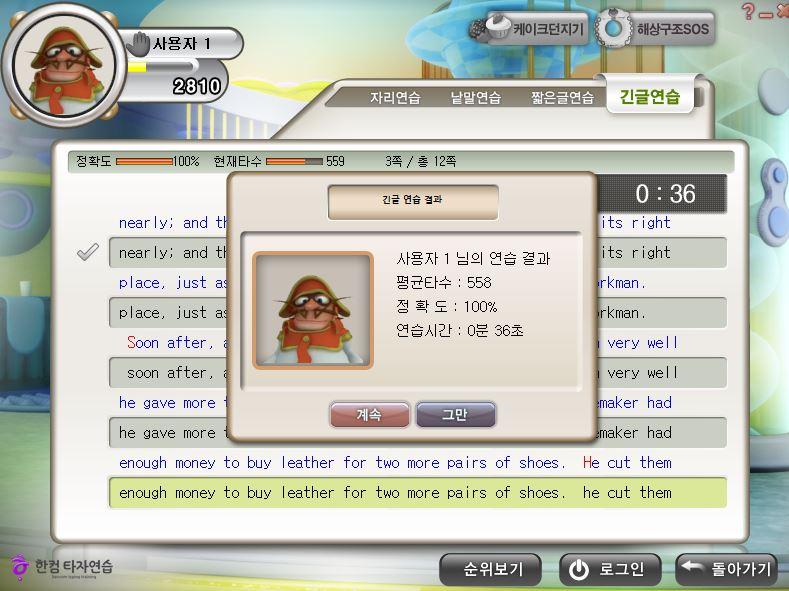 사용자 1
2810
케이크던지기
해상구조SOS
자리연습
낱말연습
짧은글연습
긴글연습
정확도 100% 현재타수 559 3쪽 / 총 12쪽
0 : 36
긴글 연습 결과
사용자 1 님의 연습 결과
평균타수 : 558
정 확 도 : 100%
연습시간 : 0분 36초
계속
그만
nearly; and its right
nearly; and its right
place, just
place, just
Soon after, very well
soon after, very well
he gave more had
he gave more had
enough money to buy leather for two more pairs of shoes. He cut them
enough money to buy leather for two more pairs of shoes. he cut them
한컴 타자연습
순위보기
로그인
돌아가기